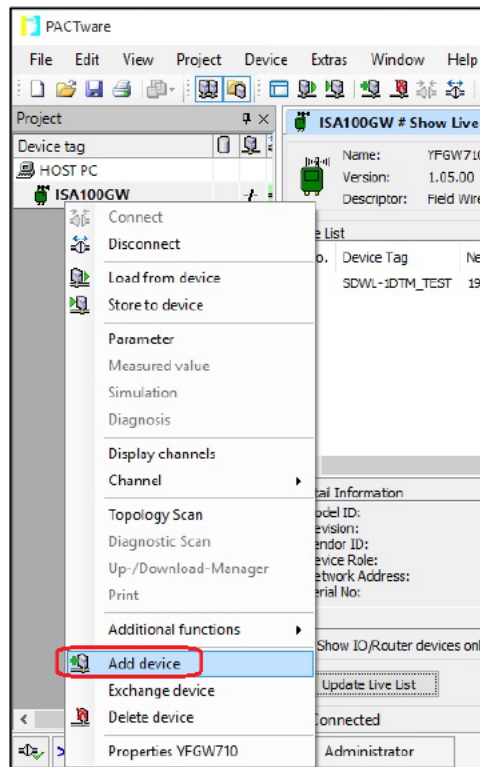 PACTware
File Edit View Project Device Extras Window Help
Project
Device tag
HOST PC
ISA100GW
ISA100GW # Show Live
Name: YFGW710
Version: 1.05.00
Descriptor: Field Wire
e List
o. Device Tag Ne
SDWL-1DTM_TEST 19
Connect
Disconnect
Load from device
Store to device
Parameter
Measured value
Simulation
Diagnosis
Display channels
Channel
Topology Scan
Diagnostic Scan
Up-/Download-Manager
Print
Additional functions
Add device
Exchange device
Delete device
Properties YFGW710
tail Information
odel ID:
evision:
endor ID:
evice Role:
etwork Address:
erial No:
Show IO/Router devices onl
Update Live List
Connected
Administrator